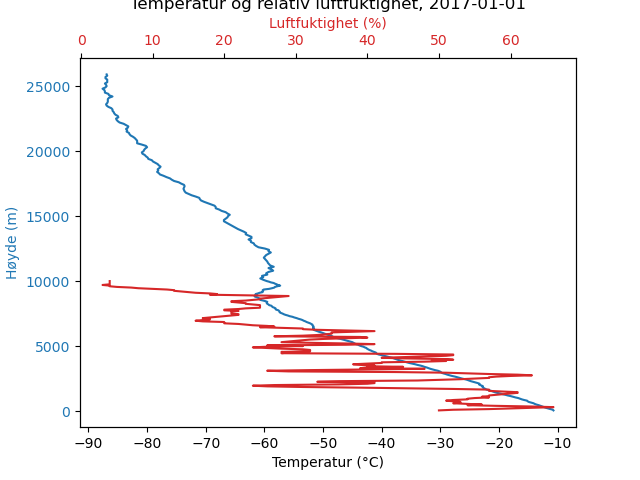 Temperatur og relativ luftfuktighet, 2017-01-01
Luftfuktighet (%)
0 10 20 30 40 50 60
25000
20000
15000
10000
5000
0
Høyde (m)
−90 −80 −70 −60 −50 −40 −30 −20 −10
Temperatur (°C)